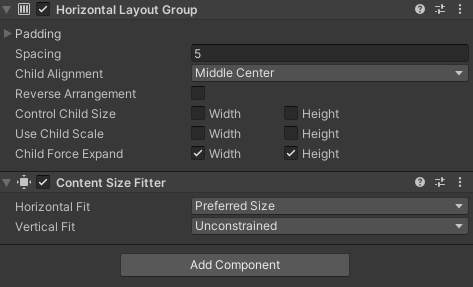 Horizontal Layout Group
Padding
Spacing 5
Child Alignment Middle Center
Reverse Arrangement
Control Child Size Width Height
Use Child Scale Width Height
Child Force Expand Width Height
Content Size Fitter
Horizontal Fit Preferred Size
Vertical Fit Unconstrained
Add Component